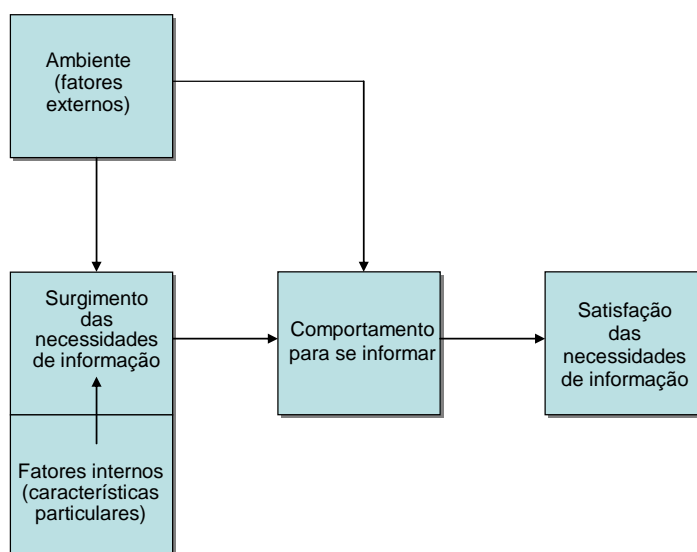 Ambiente
(fatores
externos)
Surgimento
das
necessidades
de informação
Comportamento
para se informar
Satisfação
das
necessidades
de informação
Fatores internos
(características
particulares)